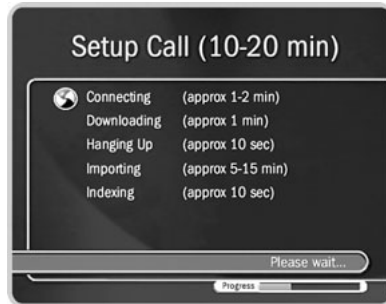 Setup Call (10-20 min)
Connecting (approx 1-2 min)
Downloading (approx 1 min)
Hanging Up (approx 10 sec)
Importing (approx 5-15 min)
Indexing (approx 10 sec)
Please wait...
Progress